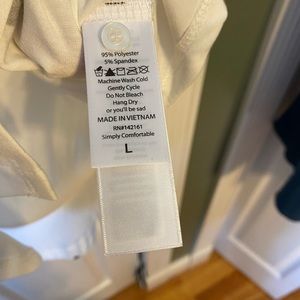 95% Polyester
5% Spandex
Machine Wash Cold
Gently Cycle
Do Not Bleach
Hang Dry
or you'll be sad
MADE IN VIETNAM
RN#142161
Simply Comfortable
L